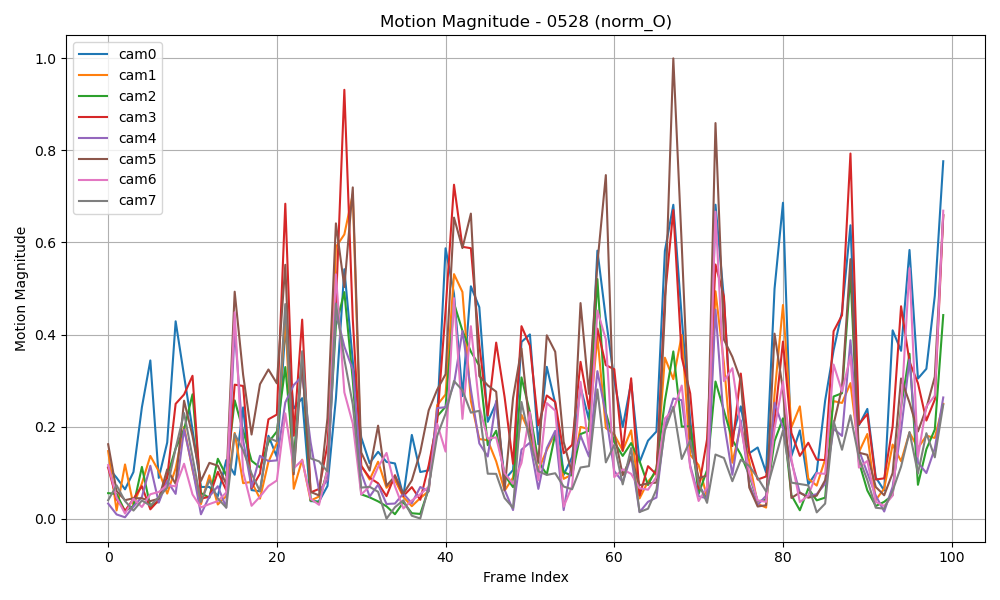 Motion Magnitude - 0528 (norm_O)
cam0
cam1
cam2
cam3
cam4
cam5
cam6
cam7
Motion Magnitude
1.0
0.8
0.6
0.4
0.2
0.0
0 20 40 60 80 100
Frame Index